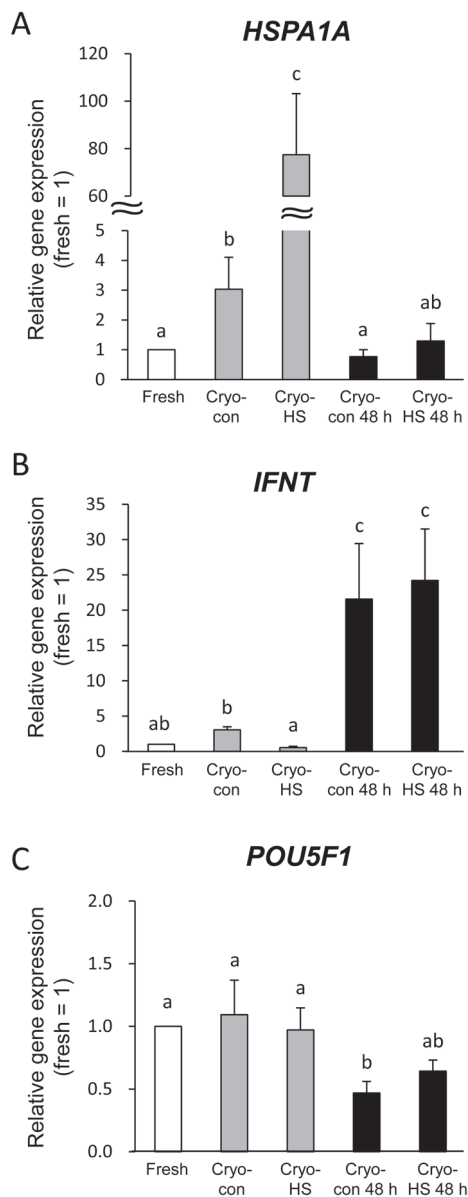 A
HSPA1A
Relative gene expression
(fresh = 1)
120
100
80
60
5
4
3
2
1
0
a
b
c
a
ab
Fresh
Cryo-
con
Cryo-
HS
Cryo-
con 48 h
Cryo-
HS 48 h
B
IFNT
Relative gene expression
(fresh = 1)
35
30
25
20
15
10
5
0
ab
b
a
c
c
Fresh
Cryo-
con
Cryo-
HS
Cryo-
con 48 h
Cryo-
HS 48 h
C
POU5F1
Relative gene expression
(fresh = 1)
2.0
1.5
1.0
0.5
0.0
a
a
a
b
ab
Fresh
Cryo-
con
Cryo-
HS
Cryo-
con 48 h
Cryo-
HS 48 h